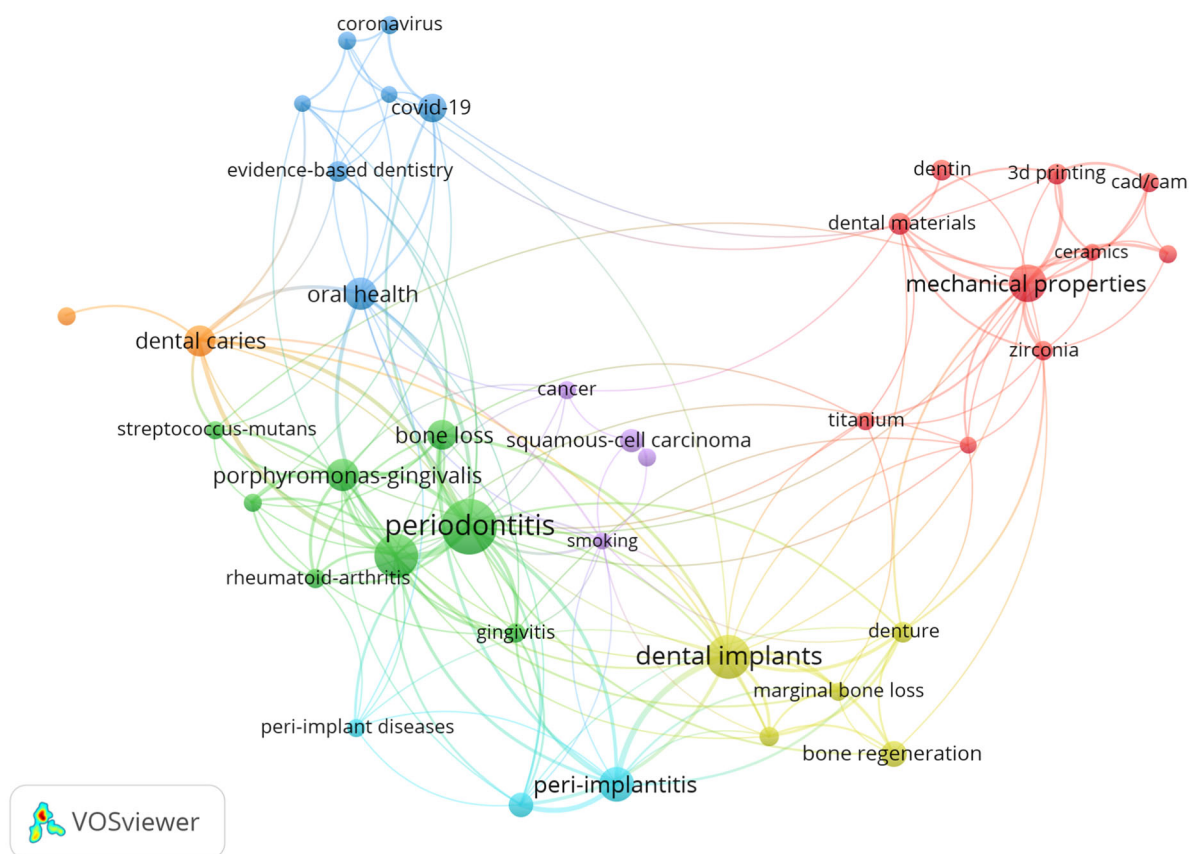 coronavirus
covid-19
evidence-based dentistry
dentin
3d printing
cad/cam
dental materials
ceramics
mechanical properties
oral health
dental caries
zirconia
cancer
titanium
streptococcus-mutans
bone loss
squamous-cell carcinoma
porphyromonas-gingivalis
periodontitis
smoking
rheumatoid-arthritis
gingivitis
denture
dental implants
marginal bone loss
peri-implant diseases
bone regeneration
peri-implantitis
VOSviewer